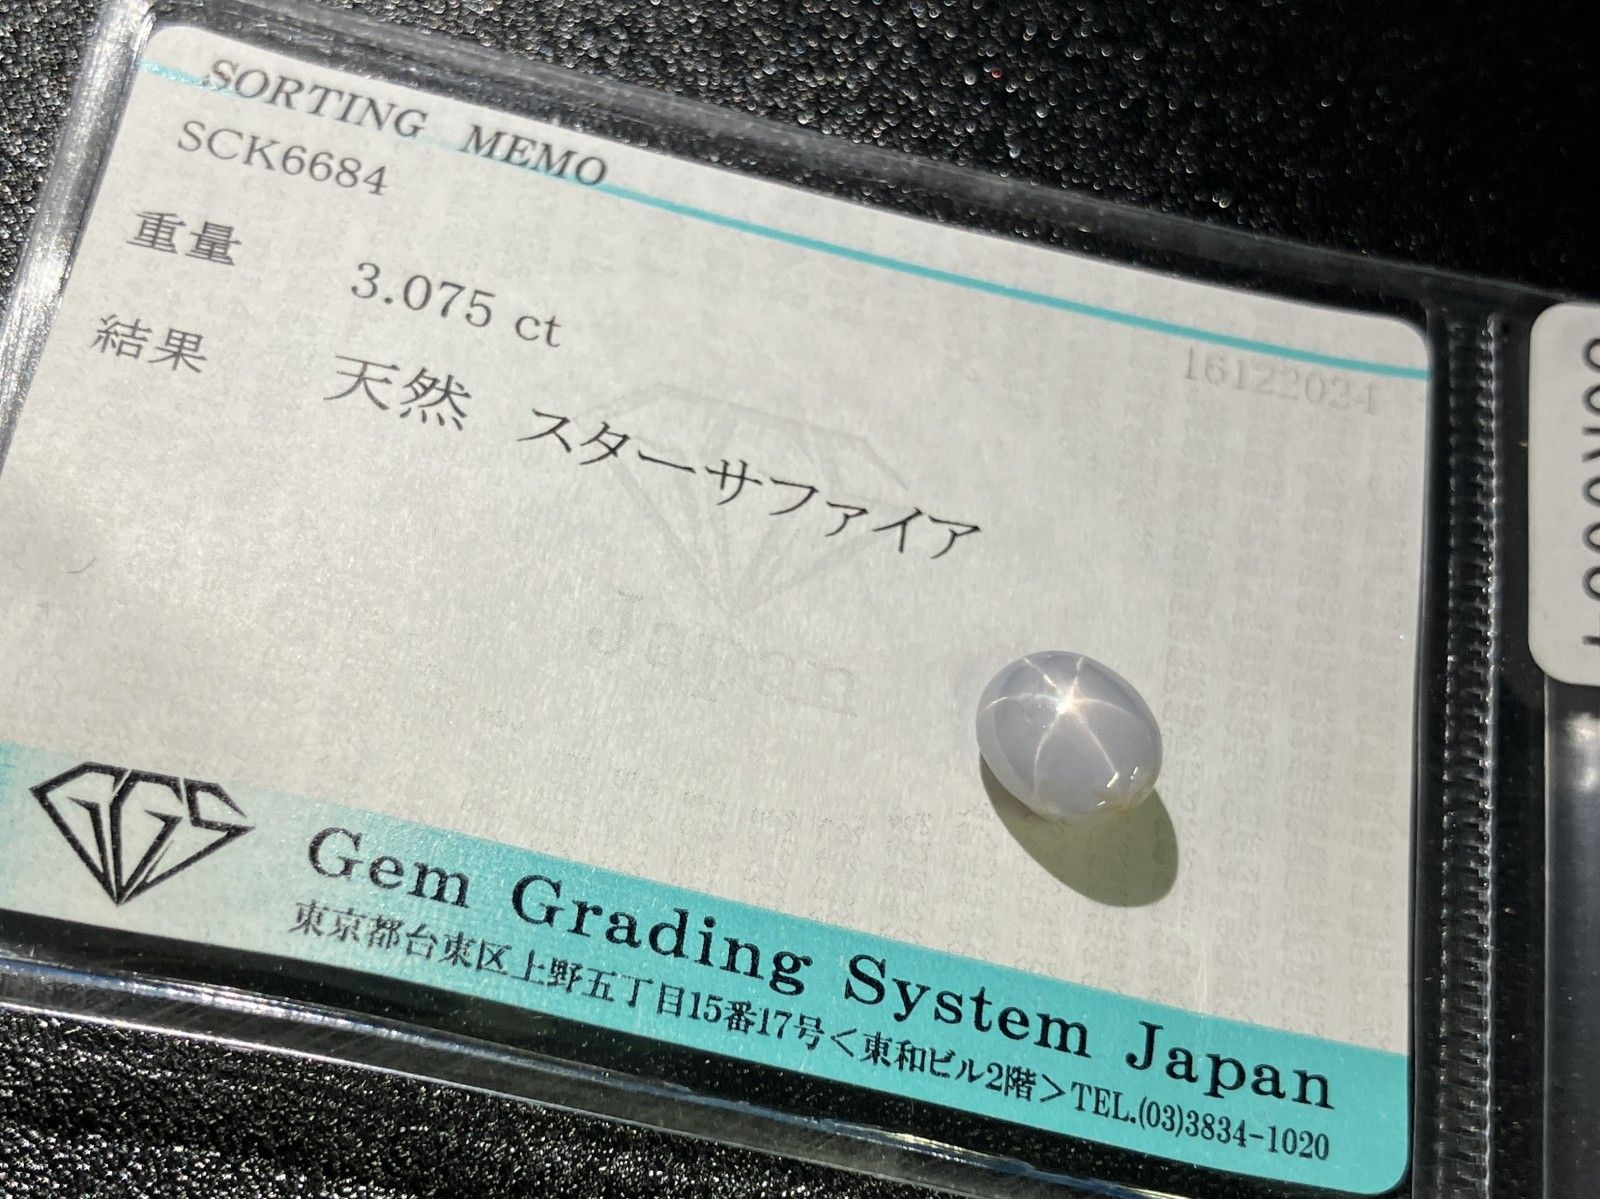 SORTING MEMO
SCK6684
重量 3.075 ct
16122024
結果 天然 スターサファイア
Japan
GGS
Gem Grading System Japan
東京都台東区上野五丁目15番17号＜東和ビル2階＞TEL.(03)3834-1020